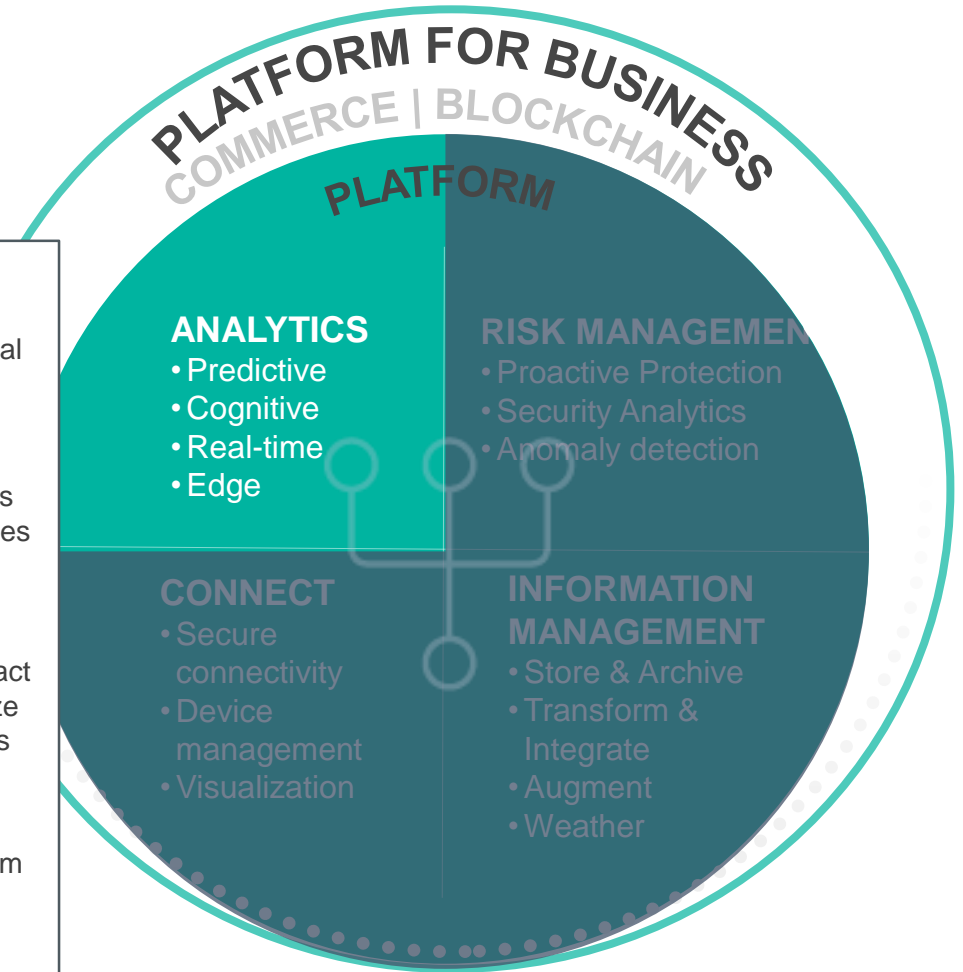 PLATFORM FOR BUSINESS
COMMERCE | BLOCKCHAIN
PLATFORM
ANALYTICS
• Predictive
• Cognitive
• Real-time
• Edge
RISK MANAGEMEN
• Proactive Protection
• Security Analytics
• Anomaly detection
CONNECT
• Secure
connectivity
• Device
management
• Visualization
INFORMATION
MANAGEMENT
• Store & Archive
• Transform &
Integrate
• Augment
• Weather